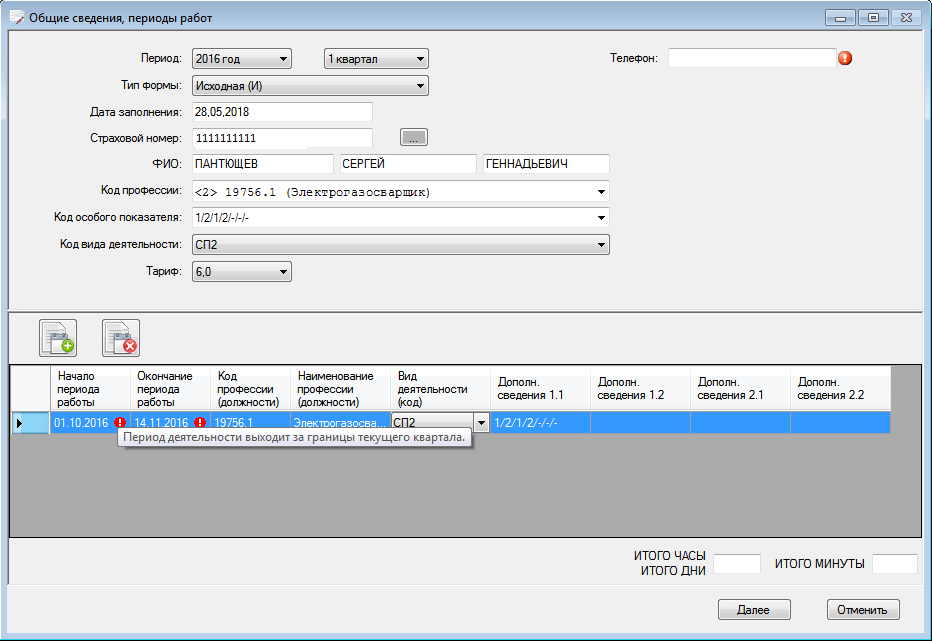 Общие сведения, периоды работ
Период: 2016 год 1 квартал Телефон:
Тип формы: Исходная (И)
Дата заполнения: 28,05,2018
Страховой номер: 1111111111 ...
ФИО: ПАНТЮЩЕВ СЕРГЕЙ ГЕННАДЬЕВИЧ
Код профессии: <2> 19756.1 (Электрогазосварщик)
Код особого показателя: 1/2/1/2/-/-/-
Код вида деятельности: СП2
Тариф: 6,0
Начало периода работы
Окончание периода работы
Код профессии (должности)
Наименование профессии (должности)
Вид деятельности (код)
Дополн. сведения 1.1
Дополн. сведения 1.2
Дополн. сведения 2.1
Дополн. сведения 2.2
01.10.2016 14.11.2016 19756.1 Электрогазосва... СП2 1/2/1/2/-/-/-
Период деятельности выходит за границы текущего квартала.
ИТОГО ЧАСЫ
ИТОГО ДНИ
ИТОГО МИНУТЫ
Далее Отменить